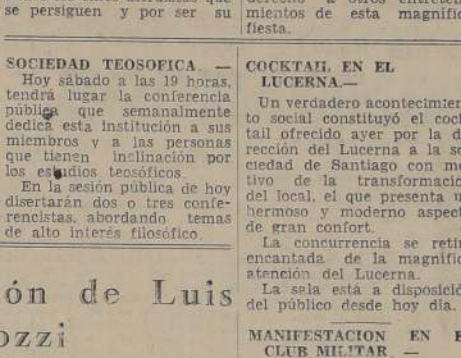 se persiguen y por ser su
SOCIEDAD TEOSOFICA. —
Hoy sábado a las 19 horas,
tendrá lugar la conferencia
pública que semanalmente
dedica esta institución a sus
miembros y a las personas
que tienen inclinación por
los estudios teosóficos.
En la sesión pública de hoy
disertarán dos o tres confe-
rencistas, abordando temas
de alto interés filosófico.
ón de Luis
ozzi
mientos de esta magnífic
fiesta.
COCKTAIL EN EL
LUCERNA.—
Un verdadero acontecimien
to social constituyó el cock
tail ofrecido ayer por la d
rección del Lucerna a la so
ciedad de Santiago con mo
tivo de la transformació
del local, el que presenta u
hermoso y moderno aspect
de gran confort.
La concurrencia se retir
encantada de la magnífic
atención del Lucerna.
La sala está a disposició
del público desde hoy día.
MANIFESTACION EN E
CLUB MILITAR —